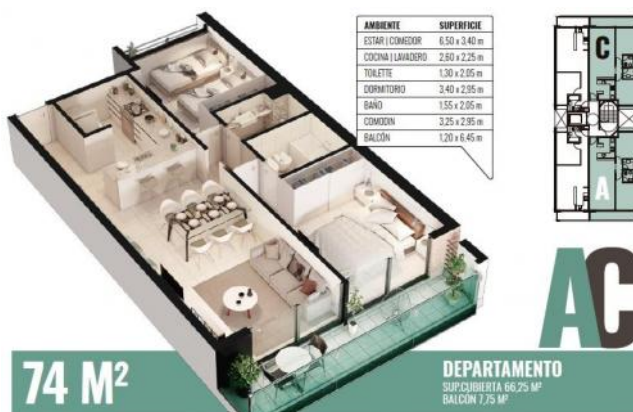 AMBIENTE SUPERFICIE
ESTAR | COMEDOR 6,50 x 3,40 m
COCINA | LAVADERO 2,60 x 2,25 m
TOILETTE 1,30 x 2,05 m
DORMITORIO 3,40 x 2,95 m
BAÑO 1,55 x 2,05 m
COMODIN 3,25 x 2,95 m
BALCÓN 1,20 x 6,45 m
C
A
AC
74 M²
DEPARTAMENTO
SUP.CUBIERTA 66,25 M²
BALCÓN 7,75 M²